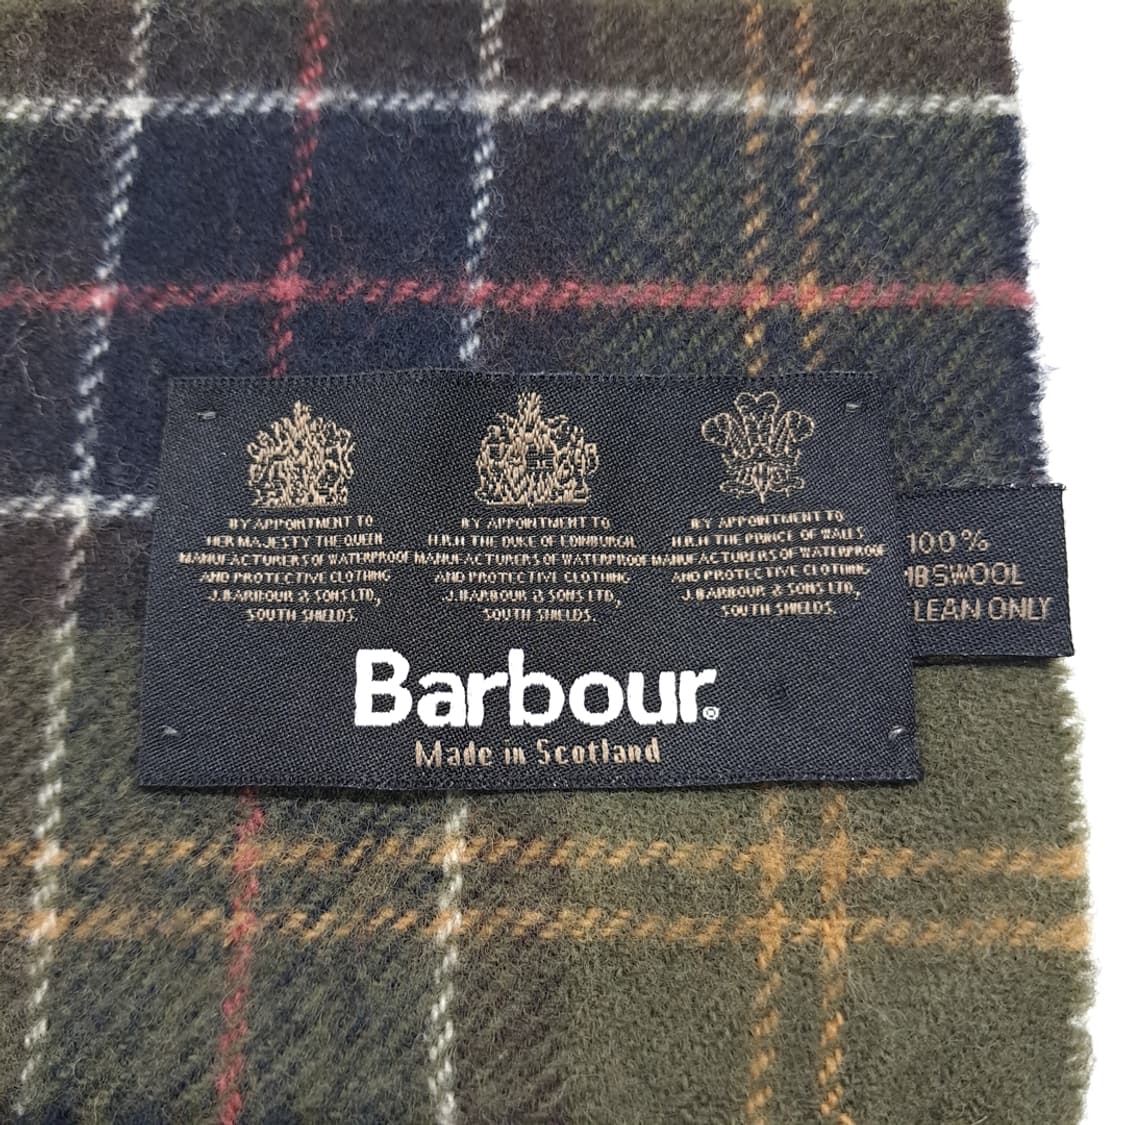 BY APPOINTMENT TO
HER MAJESTY THE QUEEN
MANUFACTURERS OF WATERPROOF
AND PROTECTIVE CLOTHING
J. BARBOUR & SONS LTD,
SOUTH SHIELDS.
BY APPOINTMENT TO
H.R.H THE DUKE OF EDINBURGH
MANUFACTURERS OF WATERPROOF
AND PROTECTIVE CLOTHING
J. BARBOUR & SONS LTD,
SOUTH SHIELDS.
BY APPOINTMENT TO
H.R.H THE PRINCE OF WALES
MANUFACTURERS OF WATERPROOF
AND PROTECTIVE CLOTHING
J. BARBOUR & SONS LTD,
SOUTH SHIELDS.
Barbour®
Made in Scotland
100%
BSWOOL
LEAN ONLY